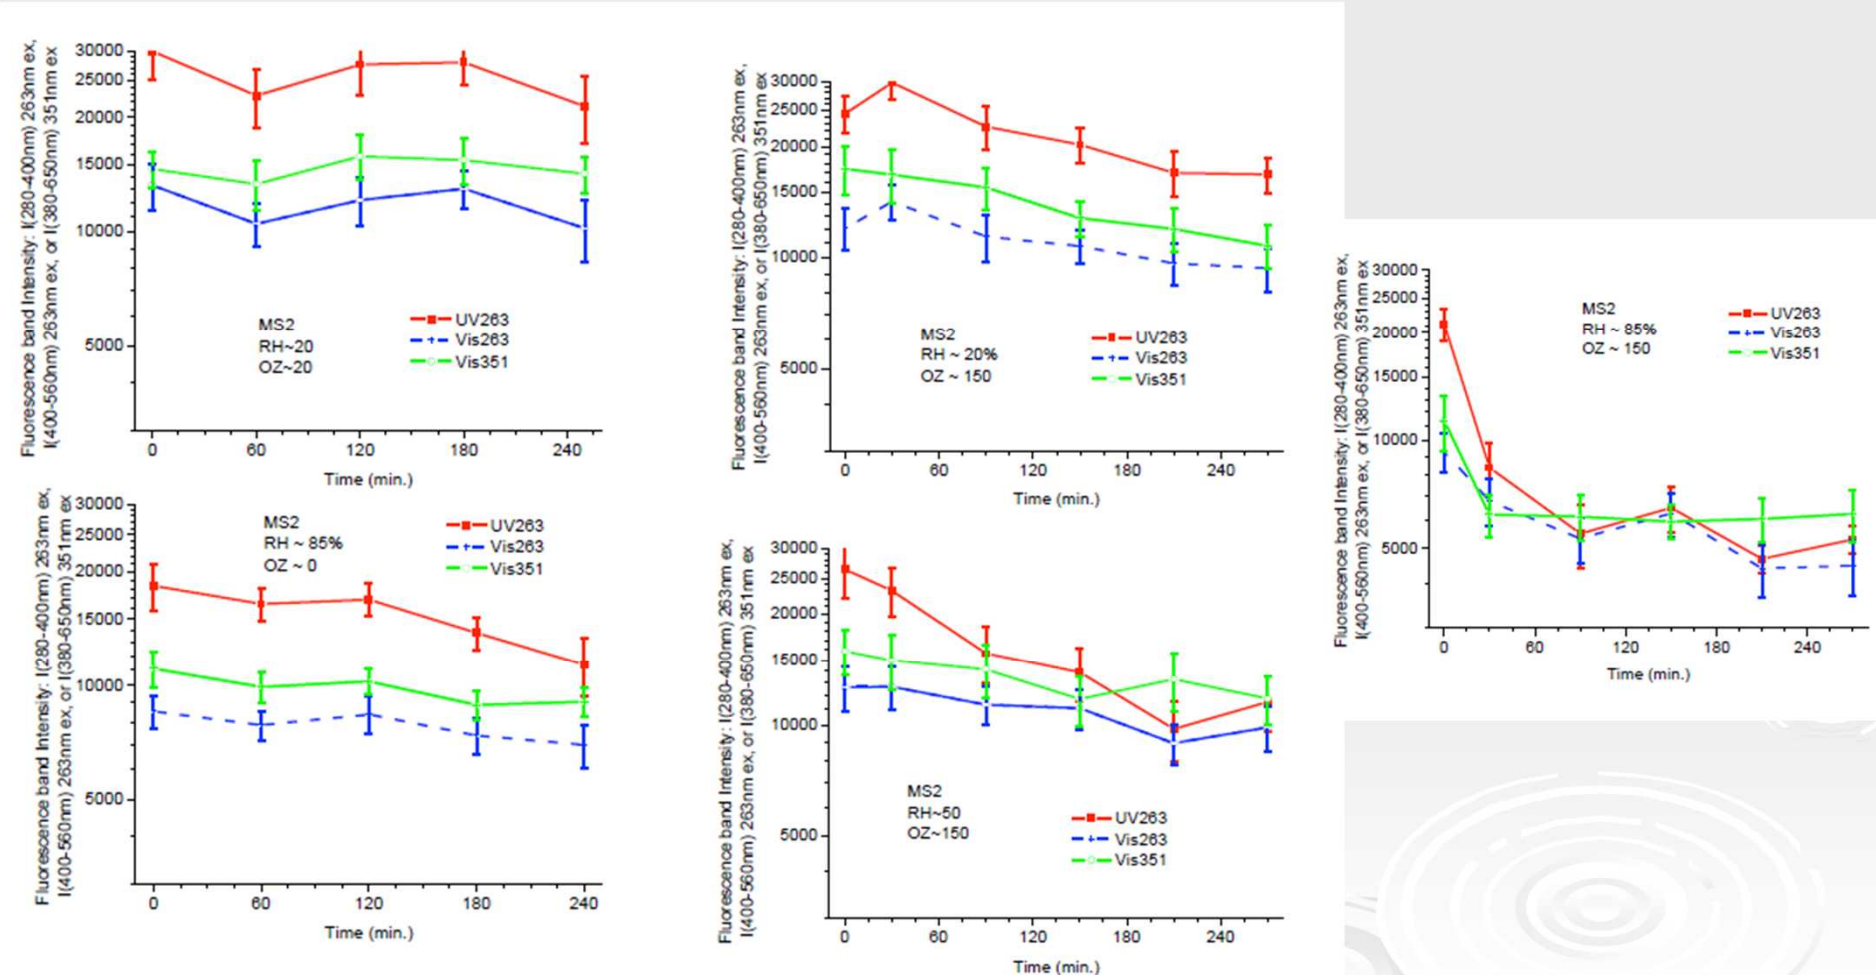 Fluorescence band Intensity: I(280-400nm) 263nm ex,
I(400-560nm) 263nm ex, or I(380-650nm) 351nm ex
30000
25000
20000
15000
10000
5000
MS2
RH~20
OZ~20
UV263
Vis263
Vis351
0 60 120 180 240
Time (min.)
Fluorescence band Intensity: I(280-400nm) 263nm ex,
I(400-560nm) 263nm ex, or I(380-650nm) 351nm ex
30000
25000
20000
15000
10000
5000
MS2
RH ~ 20%
OZ ~ 150
UV263
Vis263
Vis351
0 60 120 180 240
Time (min.)
Fluorescence band Intensity: I(280-400nm) 263nm ex,
I(400-560nm) 263nm ex, or I(380-650nm) 351nm ex
30000
25000
20000
15000
10000
5000
MS2
RH ~ 85%
OZ ~ 150
UV263
Vis263
Vis351
0 60 120 180 240
Time (min.)
Fluorescence band Intensity: I(280-400nm) 263nm ex,
I(400-560nm) 263nm ex, or I(380-650nm) 351nm ex
30000
25000
20000
15000
10000
5000
MS2
RH ~ 85%
OZ ~ 0
UV263
Vis263
Vis351
0 60 120 180 240
Time (min.)
Fluorescence band Intensity: I(280-400nm) 263nm ex,
I(400-560nm) 263nm ex, or I(380-650nm) 351nm ex
30000
25000
20000
15000
10000
5000
MS2
RH~50
OZ~150
UV263
Vis263
Vis351
0 60 120 180 240
Time (min.)